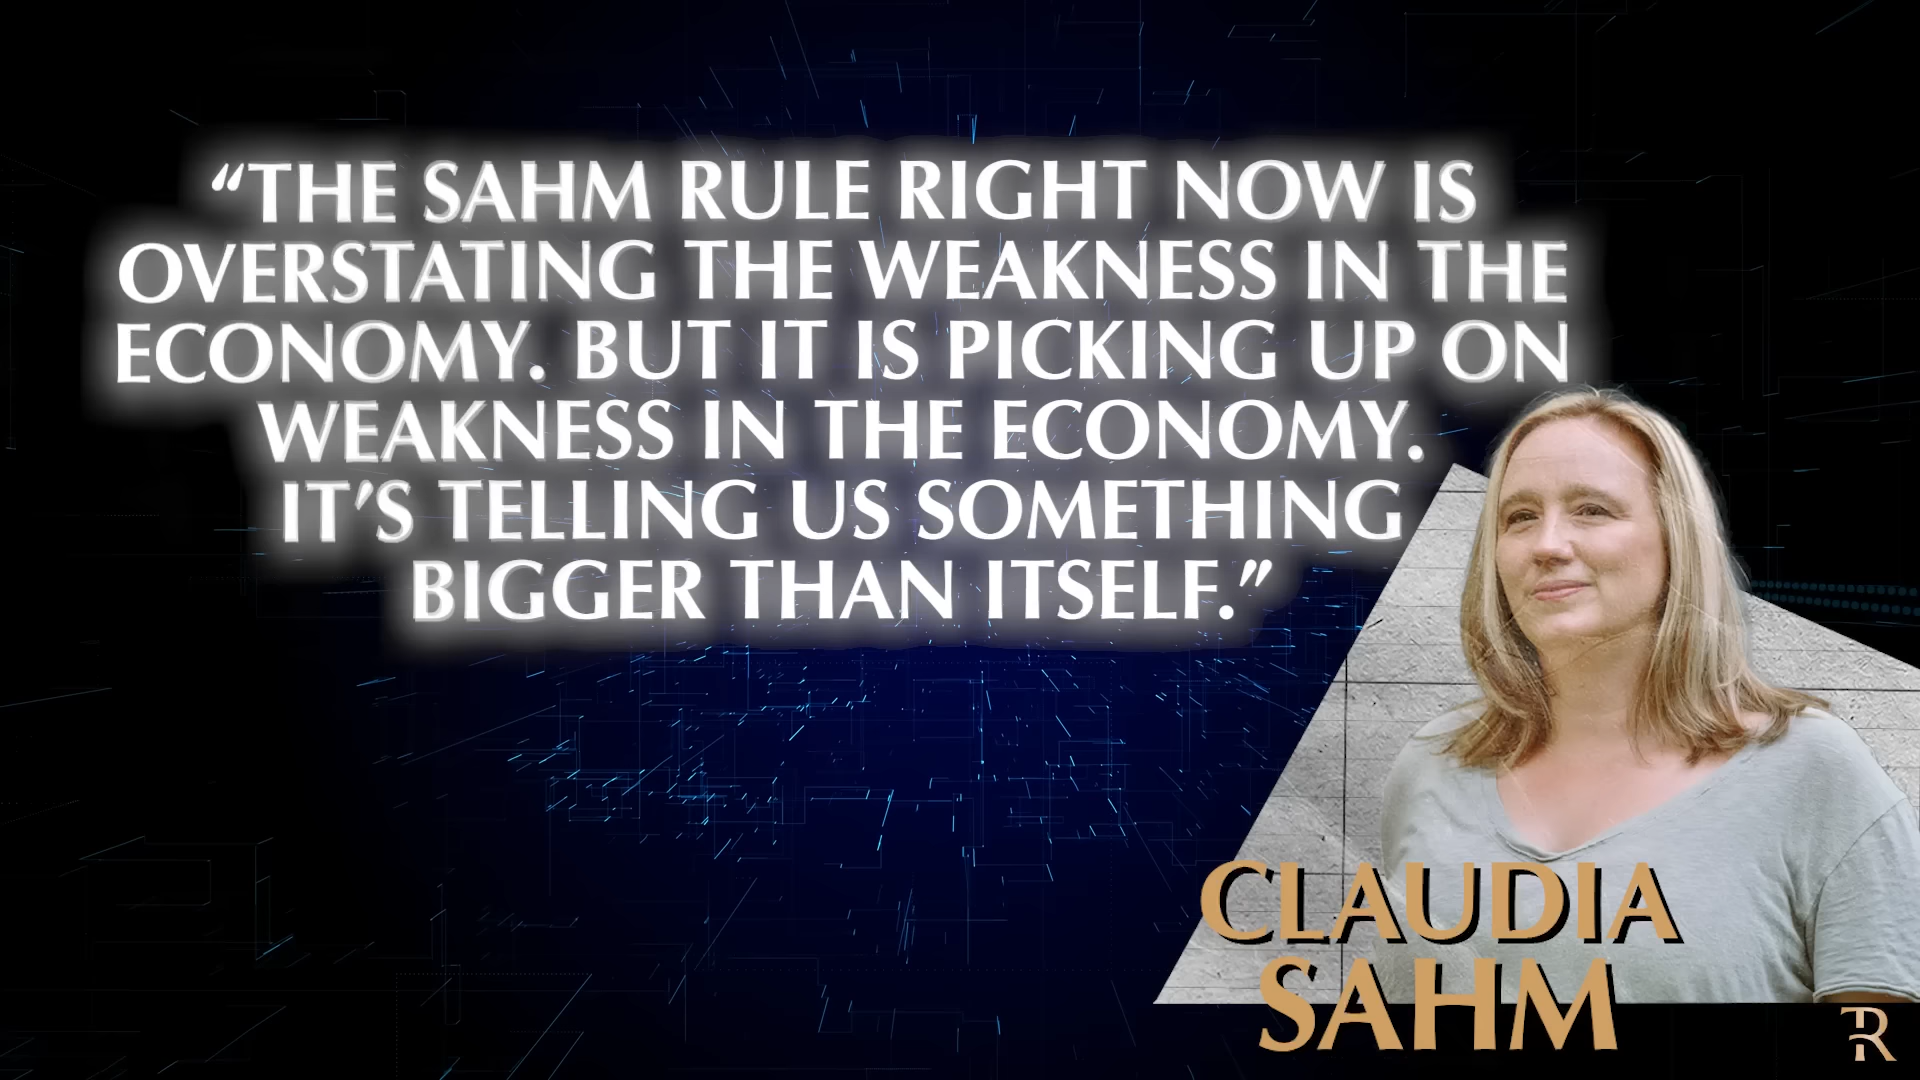 “THE SAHM RULE RIGHT NOW IS
OVERSTATING THE WEAKNESS IN THE
ECONOMY. BUT IT IS PICKING UP ON
WEAKNESS IN THE ECONOMY.
IT’S TELLING US SOMETHING
BIGGER THAN ITSELF.”
CLAUDIA
SAHM
TR